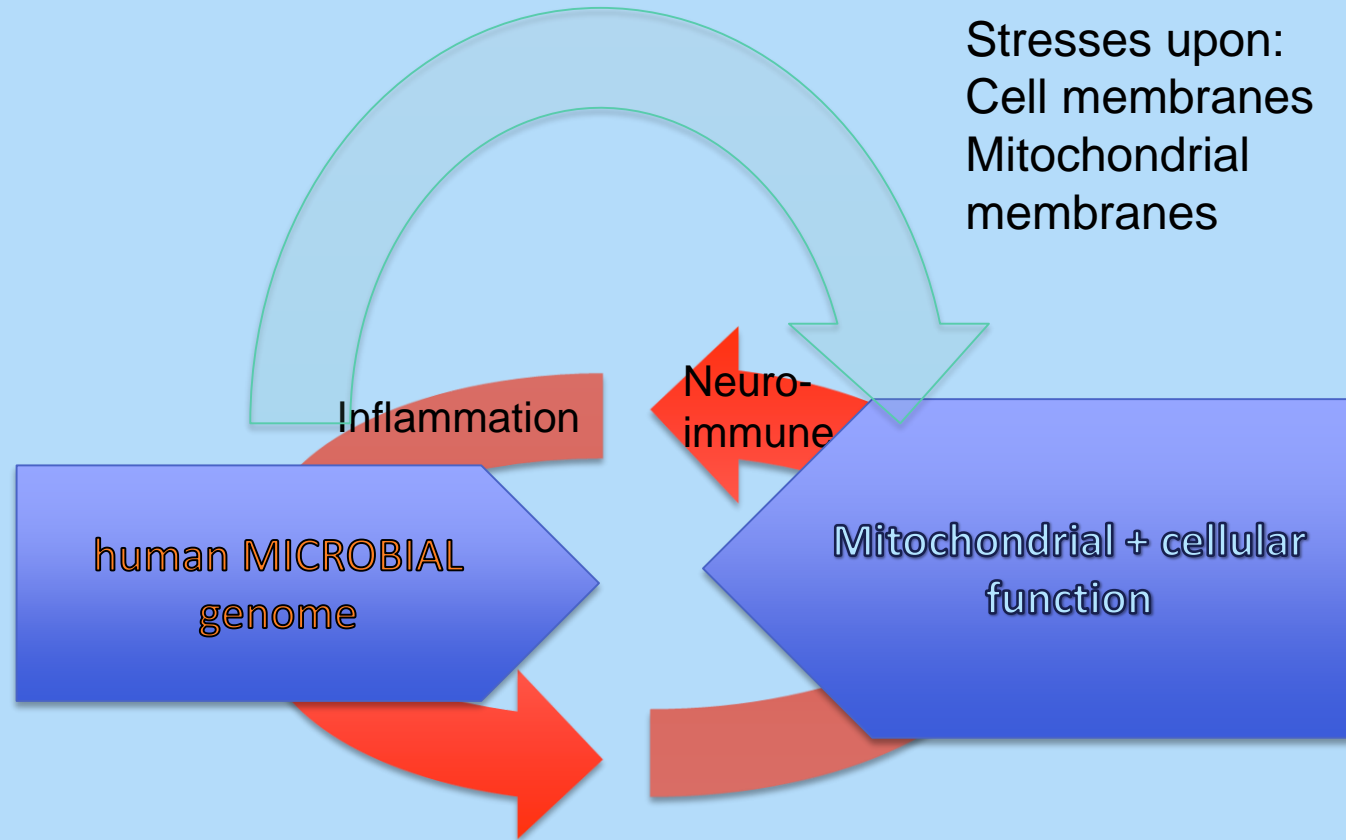 Stresses upon:
Cell membranes
Mitochondrial
membranes
Neuro-
immune
Inflammation
human MICROBIAL
genome
Mitochondrial + cellular
function